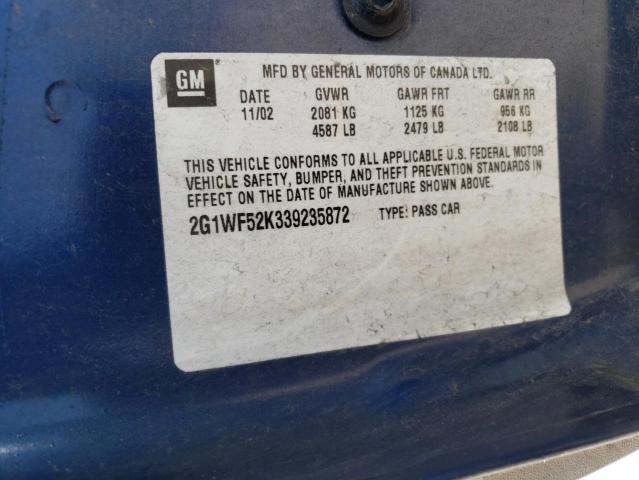 GM MFD BY GENERAL MOTORS OF CANADA LTD.
DATE GVWR GAWR FRT GAWR RR
11/02 2081 KG 1125 KG 956 KG
4587 LB 2479 LB 2108 LB
THIS VEHICLE CONFORMS TO ALL APPLICABLE U.S. FEDERAL MOTOR
VEHICLE SAFETY, BUMPER, AND THEFT PREVENTION STANDARDS IN
EFFECT ON THE DATE OF MANUFACTURE SHOWN ABOVE.
2G1WF52K339235872 TYPE: PASS CAR